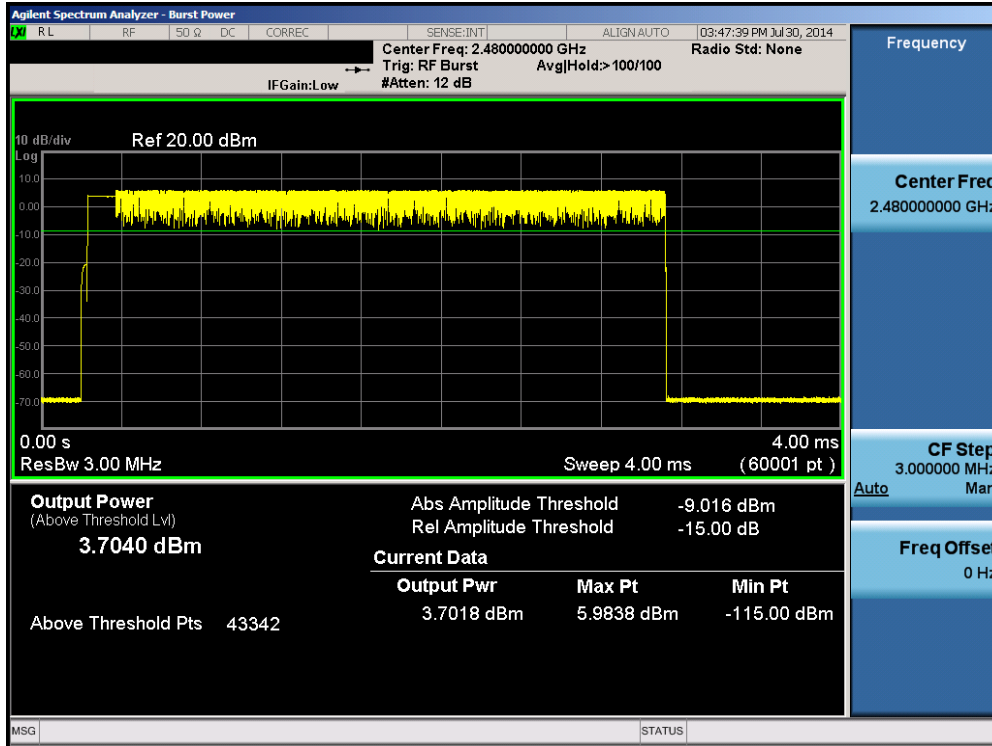 Agilent Spectrum Analyzer - Burst Power
LXI RL RF 50 Ω DC CORREC SENSE:INT ALIGN AUTO 03:47:39 PM Jul 30, 2014
Center Freq: 2.480000000 GHz Radio Std: None
Trig: RF Burst Avg|Hold:>100/100
IFGain:Low #Atten: 12 dB
10 dB/div Ref 20.00 dBm
Log
10.0
0.00
-10.0
-20.0
-30.0
-40.0
-50.0
-60.0
-70.0
0.00 s 4.00 ms
ResBw 3.00 MHz Sweep 4.00 ms (60001 pt)
Output Power
(Above Threshold Lvl)
3.7040 dBm
Above Threshold Pts 43342
Abs Amplitude Threshold -9.016 dBm
Rel Amplitude Threshold -15.00 dB
Current Data
Output Pwr Max Pt Min Pt
3.7018 dBm 5.9838 dBm -115.00 dBm
MSG STATUS
Frequency
Center Freq
2.480000000 GHz
CF Step
3.000000 MHz
Auto Man
Freq Offset
0 Hz